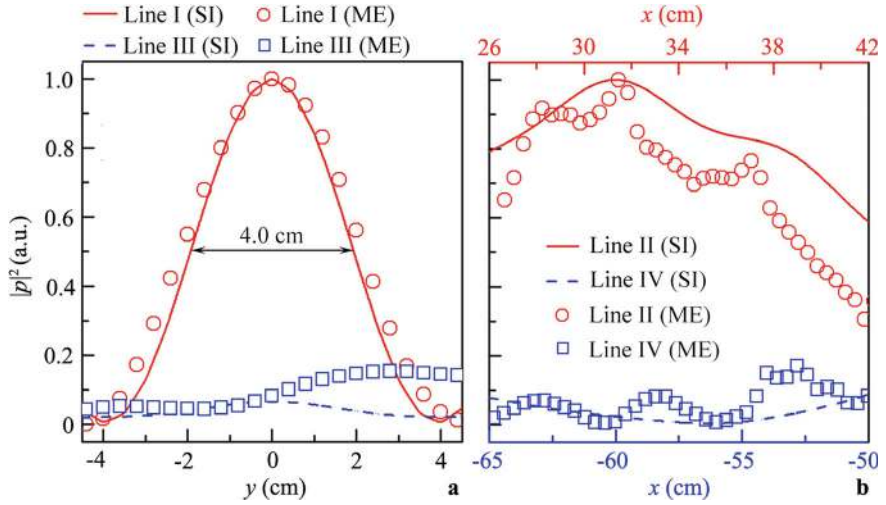 Line I (SI) Line I (ME)
Line III (SI) Line III (ME)
x (cm)
26 30 34 38 42
1.0
0.8
0.6
0.4
0.2
0
|p|² (a.u.)
4.0 cm
Line II (SI)
Line IV (SI)
Line II (ME)
Line IV (ME)
-4 -2 0 2 4
y (cm) a
-65 -60 -55 -50
x (cm) b